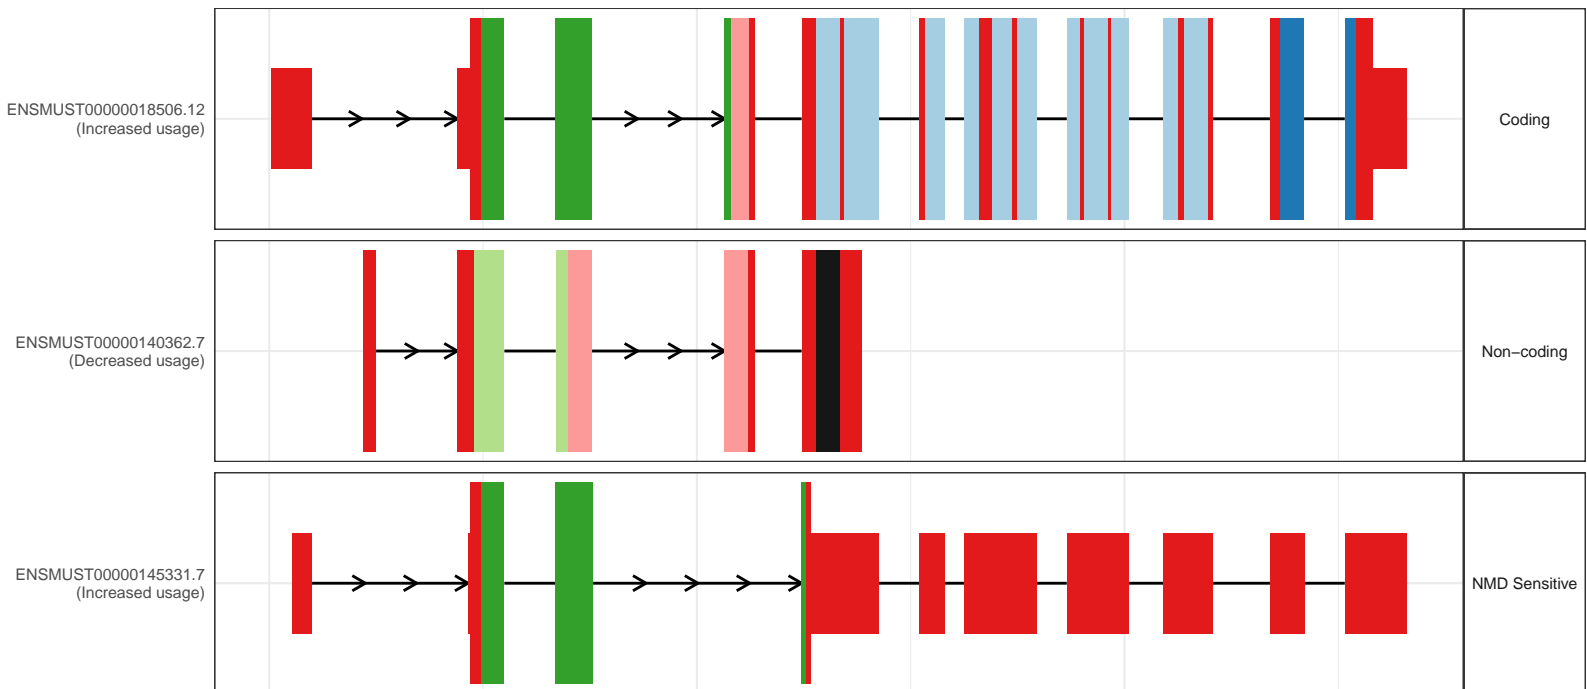 ENSMUST00000018506.12
(Increased usage)
Coding
ENSMUST00000140362.7
(Decreased usage)
Non−coding
ENSMUST00000145331.7
(Increased usage)
NMD Sensitive